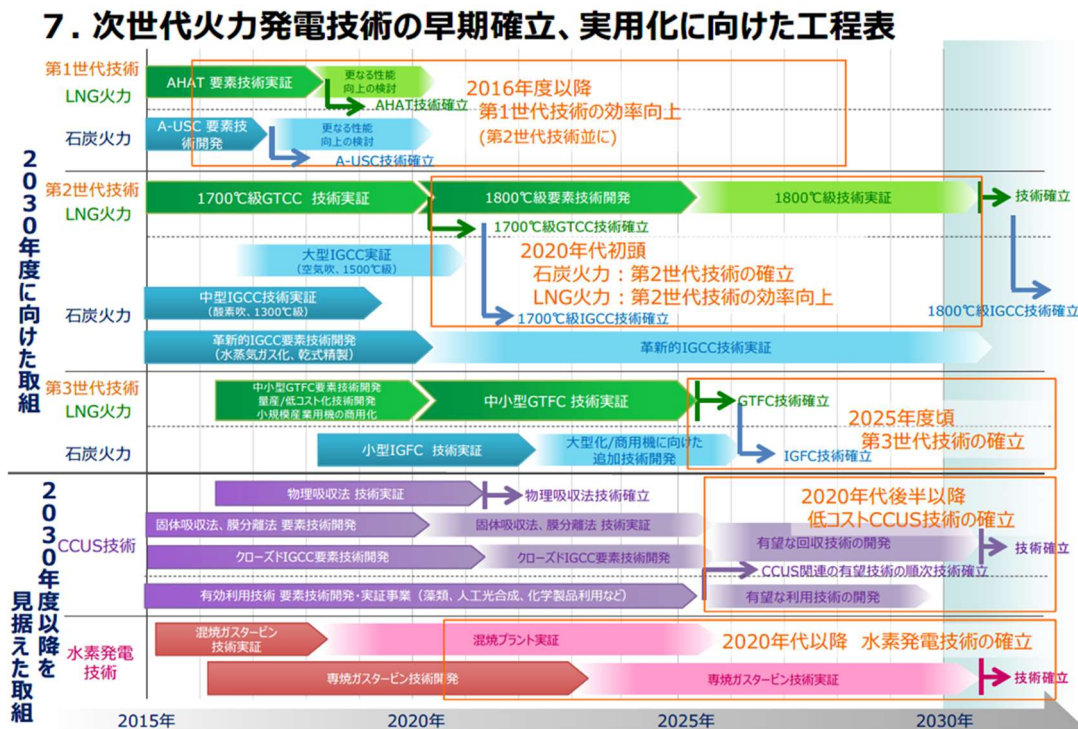 ７. 次世代火力発電技術の早期確立、実用化に向けた工程表
2030年度に向けた取組
第1世代技術
LNG火力
AHAT 要素技術実証
更なる性能
向上の検討
AHAT技術確立
2016年度以降
第1世代技術の効率向上
(第2世代技術並に)
石炭火力
A-USC 要素技
術開発
更なる性能
向上の検討
A-USC技術確立
第2世代技術
LNG火力
1700℃級GTCC 技術実証
1800℃級要素技術開発
1800℃級技術実証
技術確立
1700℃級GTCC技術確立
2020年代初頭
石炭火力：第2世代技術の確立
LNG火力：第2世代技術の効率向上
大型IGCC実証
(空気吹、1500℃級)
石炭火力
中型IGCC技術実証
(酸素吹、1300℃級)
1700℃級IGCC技術確立
1800℃級IGCC技術確立
革新的IGCC要素技術開発
(水蒸気ガス化、乾式精製)
革新的IGCC技術実証
第3世代技術
LNG火力
中小型GTFC要素技術開発
量産/低コスト化技術開発
小規模産業用機の商用化
中小型GTFC 技術実証
GTFC技術確立
2025年度頃
第3世代技術の確立
石炭火力
小型IGFC 技術実証
大型化/商用機に向けた
追加技術開発
IGFC技術確立
2030年度以降を
見据えた取組
CCUS技術
物理吸収法 技術実証
物理吸収法技術確立
2020年代後半以降
低コストCCUS技術の確立
固体吸収法、膜分離法 要素技術開発
固体吸収法、膜分離法 技術実証
有望な回収技術の開発
技術確立
クローズドIGCC要素技術開発
クローズドIGCC要素技術開発
CCUS関連の有望技術の順次技術確立
有効利用技術 要素技術開発・実証事業（藻類、人工光合成、化学製品利用など）
有望な利用技術の開発
水素発電
技術
混焼ガスタービン
技術実証
混焼プラント実証
2020年代以降 水素発電技術の確立
専焼ガスタービン技術開発
専焼ガスタービン技術実証
技術確立
2015年
2020年
2025年
2030年